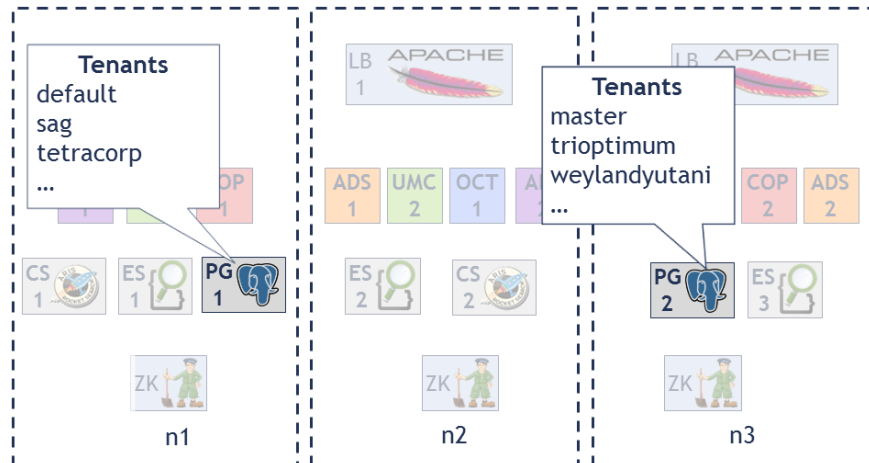 Tenants
default
sag
tetracorp
...
LB
1
APACHE
LB
APACHE
Tenants
master
trioptimum
weylandyutani
...
1
OP
1
ADS
1
UMC
2
OCT
1
COP
2
ADS
2
CS
1
ES
1
PG
1
ES
2
CS
2
PG
2
ES
3
ZK
ZK
ZK
n1
n2
n3